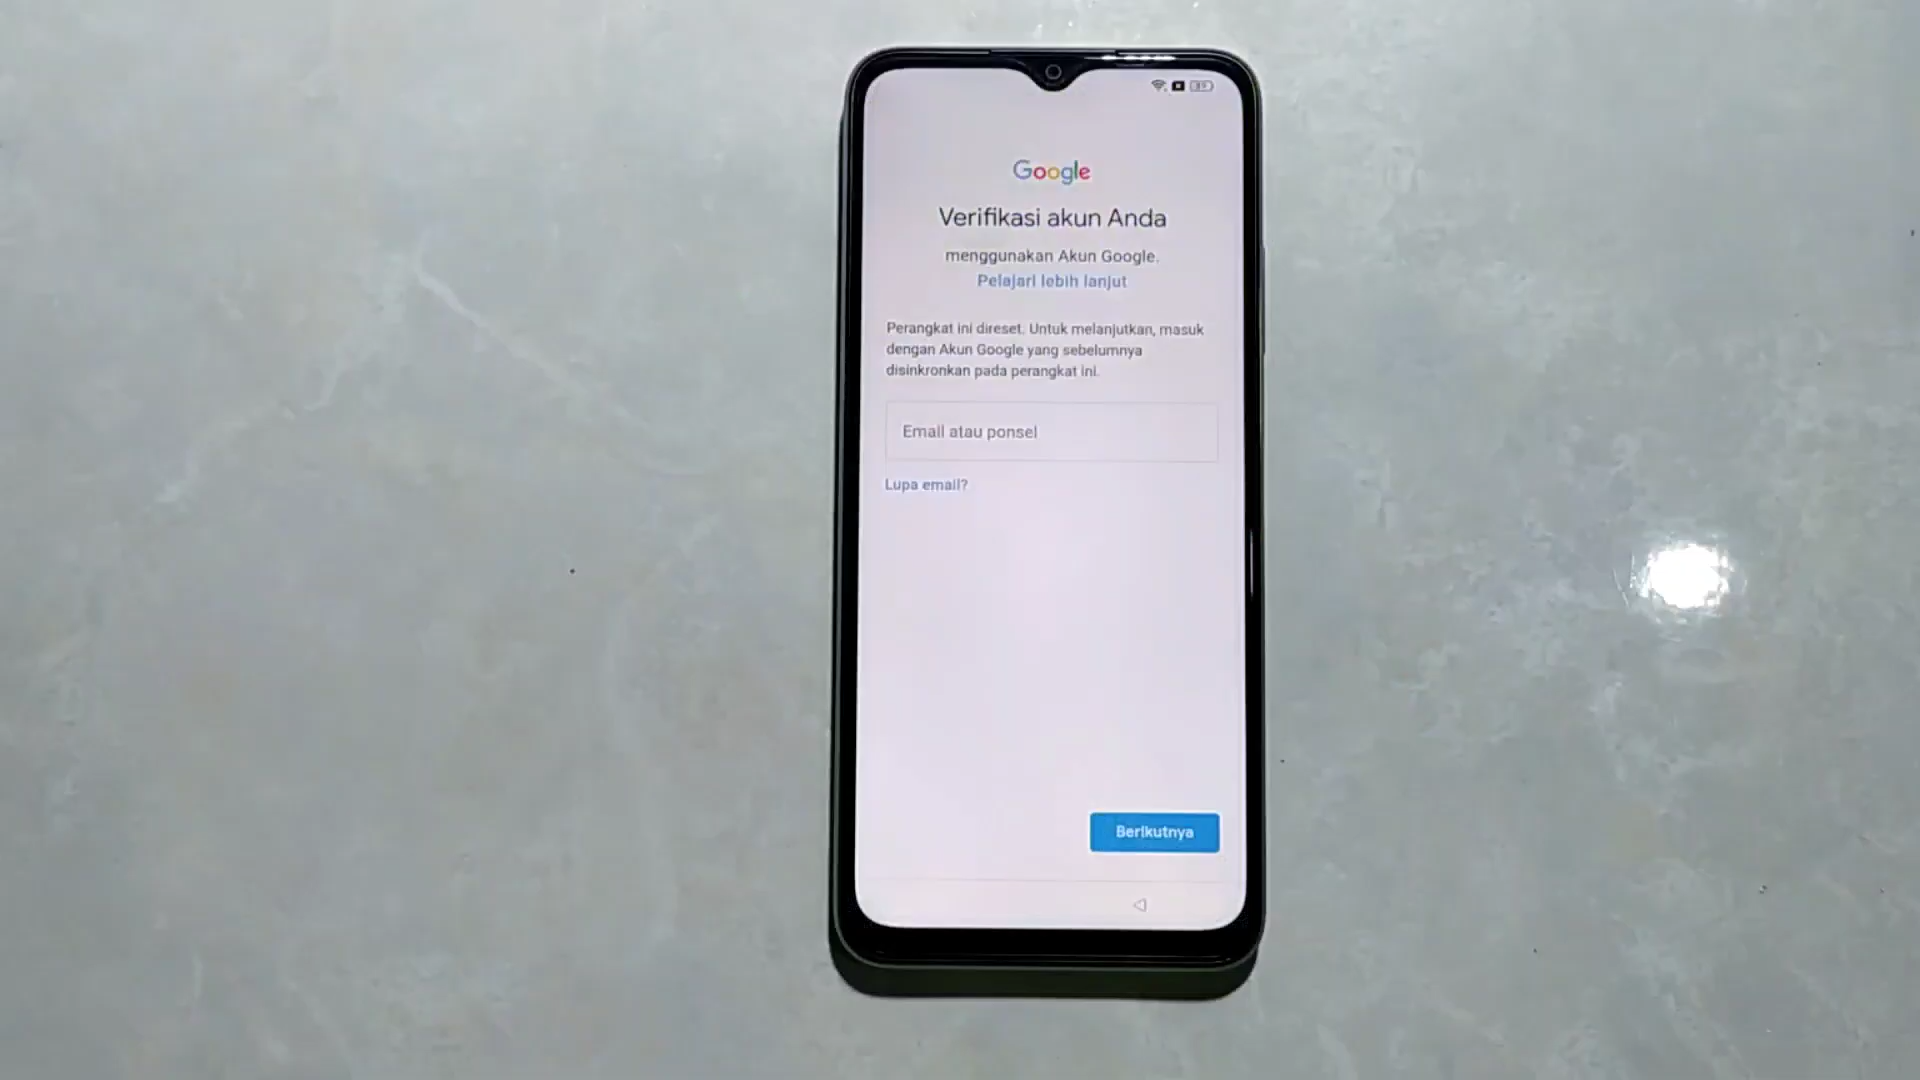 Google
Verifikasi akun Anda
menggunakan Akun Google.
Pelajari lebih lanjut
Perangkat ini direset. Untuk melanjutkan, masuk
dengan Akun Google yang sebelumnya
disinkronkan pada perangkat ini.
Email atau ponsel
Lupa email?
Berikutnya